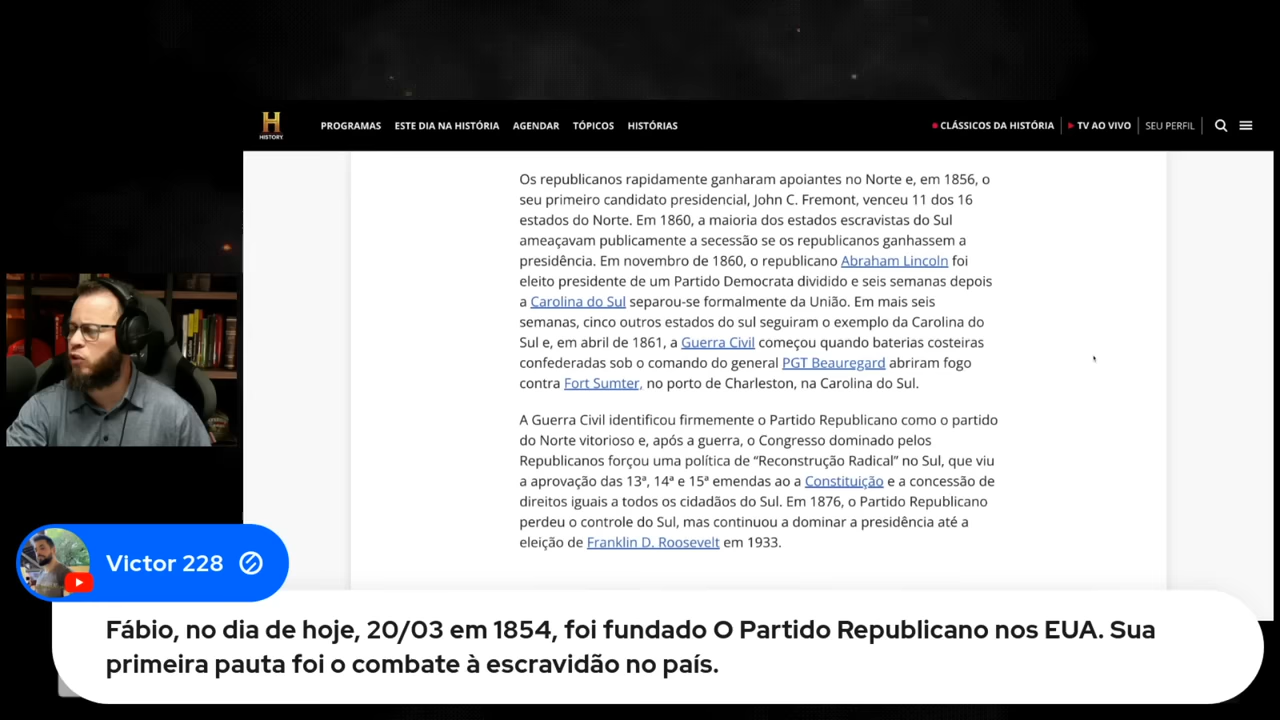 H
HISTORY
PROGRAMAS ESTE DIA NA HISTÓRIA AGENDAR TÓPICOS HISTÓRIAS
CLÁSSICOS DA HISTÓRIA TV AO VIVO SEU PERFIL
Os republicanos rapidamente ganharam apoiantes no Norte e, em 1856, o
seu primeiro candidato presidencial, John C. Fremont, venceu 11 dos 16
estados do Norte. Em 1860, a maioria dos estados escravistas do Sul
ameaçavam publicamente a secessão se os republicanos ganhassem a
presidência. Em novembro de 1860, o republicano Abraham Lincoln foi
eleito presidente de um Partido Democrata dividido e seis semanas depois
a Carolina do Sul separou-se formalmente da União. Em mais seis
semanas, cinco outros estados do sul seguiram o exemplo da Carolina do
Sul e, em abril de 1861, a Guerra Civil começou quando baterias costeiras
confederadas sob o comando do general PGT Beauregard abriram fogo
contra Fort Sumter, no porto de Charleston, na Carolina do Sul.
A Guerra Civil identificou firmemente o Partido Republicano como o partido
do Norte vitorioso e, após a guerra, o Congresso dominado pelos
Republicanos forçou uma política de “Reconstrução Radical” no Sul, que viu
a aprovação das 13ª, 14ª e 15ª emendas ao a Constituição e a concessão de
direitos iguais a todos os cidadãos do Sul. Em 1876, o Partido Republicano
perdeu o controle do Sul, mas continuou a dominar a presidência até a
eleição de Franklin D. Roosevelt em 1933.
Victor 228
Fábio, no dia de hoje, 20/03 em 1854, foi fundado O Partido Republicano nos EUA. Sua
primeira pauta foi o combate à escravidão no país.